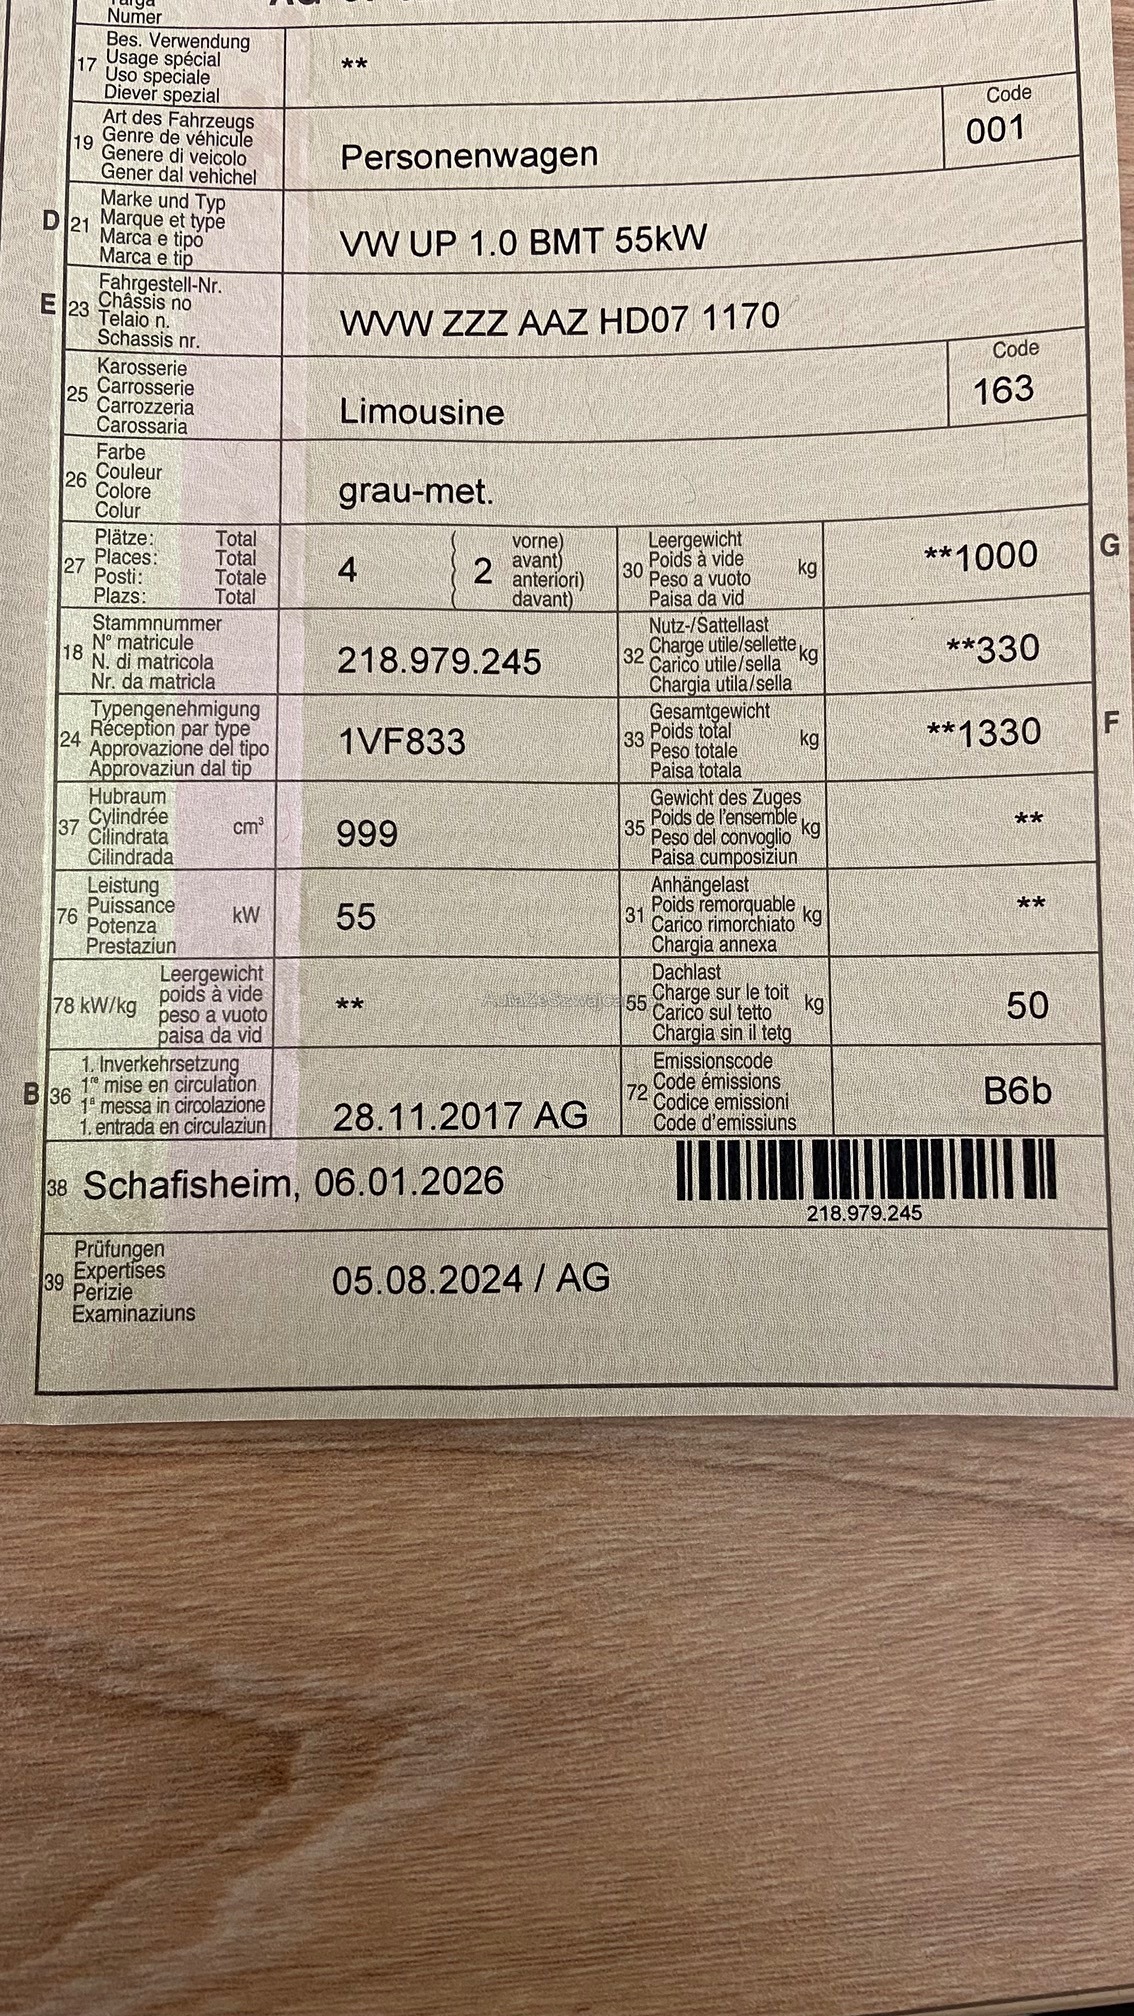 Numer
17
Bes. Verwendung
Usage spécial
Uso speciale
Diever spezial
**
19
Art des Fahrzeugs
Genre de véhicule
Genere di veicolo
Gener dal vehichel
Personenwagen
Code
001
D
21
Marke und Typ
Marque et type
Marca e tipo
Marca e tip
VW UP 1.0 BMT 55kW
E
23
Fahrgestell-Nr.
Châssis no
Telaio n.
Schassis nr.
WVW ZZZ AAZ HD07 1170
25
Karosserie
Carrosserie
Carrozzeria
Carossaria
Limousine
Code
163
26
Farbe
Couleur
Colore
Colur
grau-met.
27
Plätze: Total
Places: Total
Posti: Totale
Plazs: Total
4
2
vorne)
avant)
anteriori)
davant)
30
Leergewicht
Poids à vide
Peso a vuoto
Paisa da vid
kg
**1000
G
18
Stammnummer
N° matricule
N. di matricola
Nr. da matricla
218.979.245
32
Nutz-/Sattellast
Charge utile/sellette
Carico utile/sella
Chargia utila/sella
kg
**330
24
Typengenehmigung
Réception par type
Approvazione del tipo
Approvaziun dal tip
1VF833
33
Gesamtgewicht
Poids total
Peso totale
Paisa totala
kg
**1330
F
37
Hubraum
Cylindrée
Cilindrata
Cilindrada
cm³
999
35
Gewicht des Zuges
Poids de l'ensemble
Peso del convoglio
Paisa cumposiziun
kg
**
76
Leistung
Puissance
Potenza
Prestaziun
kW
55
31
Anhängelast
Poids remorquable
Carico rimorchiato
Chargia annexa
kg
**
78 kW/kg
Leergewicht
poids à vide
peso a vuoto
paisa da vid
**
55
Dachlast
Charge sur le toit
Carico sul tetto
Chargia sin il tetg
kg
50
B
36
1. Inverkehrsetzung
1re mise en circulation
1a messa in circolazione
1. entrada en circulaziun
28.11.2017 AG
72
Emissionscode
Code émissions
Codice emissioni
Code d'emissiuns
B6b
38
Schafisheim, 06.01.2026
218.979.245
39
Prüfungen
Expertises
Perizie
Examinaziuns
05.08.2024 / AG